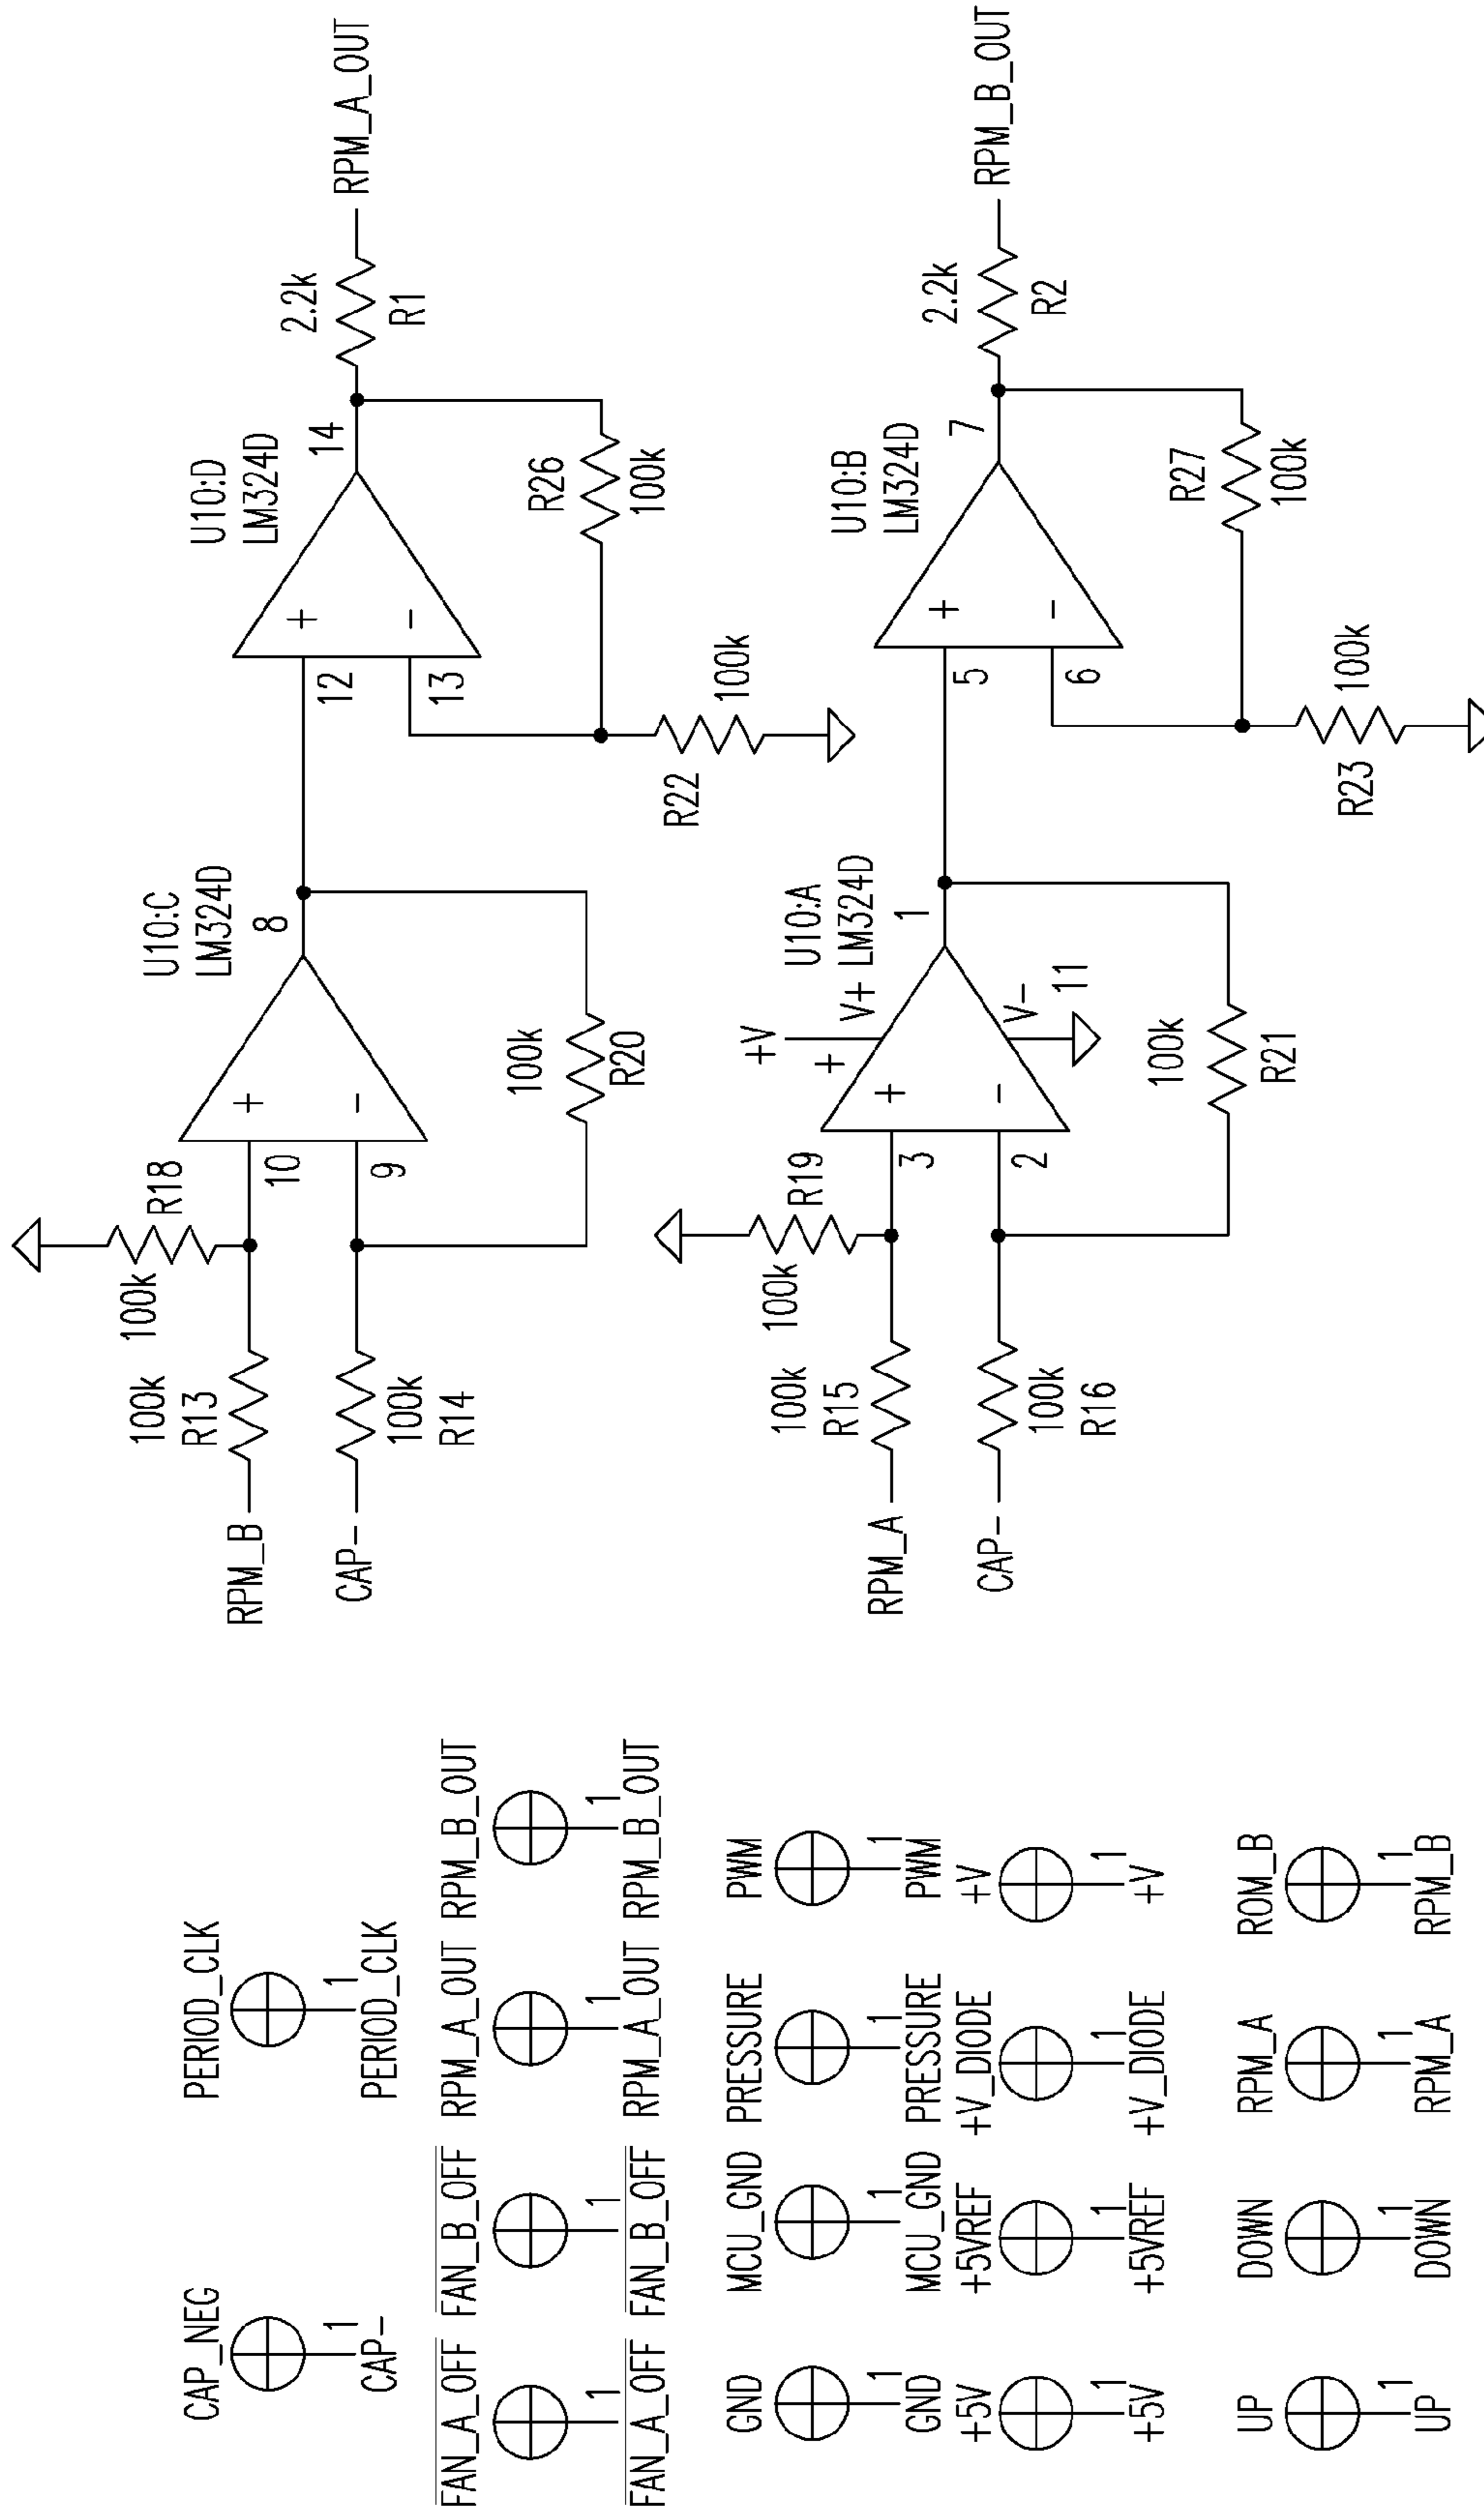 CAP_NEG
1
CAP-
PERIOD_CLK
1
PERIOD_CLK
FAN_A_OFF
1
FAN_A_OFF
FAN_B_OFF
1
FAN_B_OFF
RPM_A_OUT
1
RPM_A_OUT
RPM_B_OUT
1
RPM_B_OUT
GND
1
GND
MCU_GND
1
MCU_GND
PRESSURE
1
PRESSURE
PWM
1
PWM
+5V
1
+5V
+5VREF
1
+5VREF
+V_DIODE
1
+V_DIODE
+V
1
+V
UP
1
UP
DOWN
1
DOWN
RPM_A
1
RPM_A
ROM_B
1
RPM_B
RPM_B
100k
R13
100k
R18
CAP-
100k
R14
10
9
+
-
U10:C
LM324D
8
100k
R20
12
13
+
-
U10:D
LM324D
14
R26
100k
R22
100k
2.2k
R1
RPM_A_OUT
RPM_A
100k
R15
100k
R19
CAP-
100k
R16
3
2
+
-
+V
+
V+
V-
11
U10:A
LM324D
1
100k
R21
5
6
+
-
U10:B
LM324D
7
R27
100k
R23
100k
2.2k
R2
RPM_B_OUT